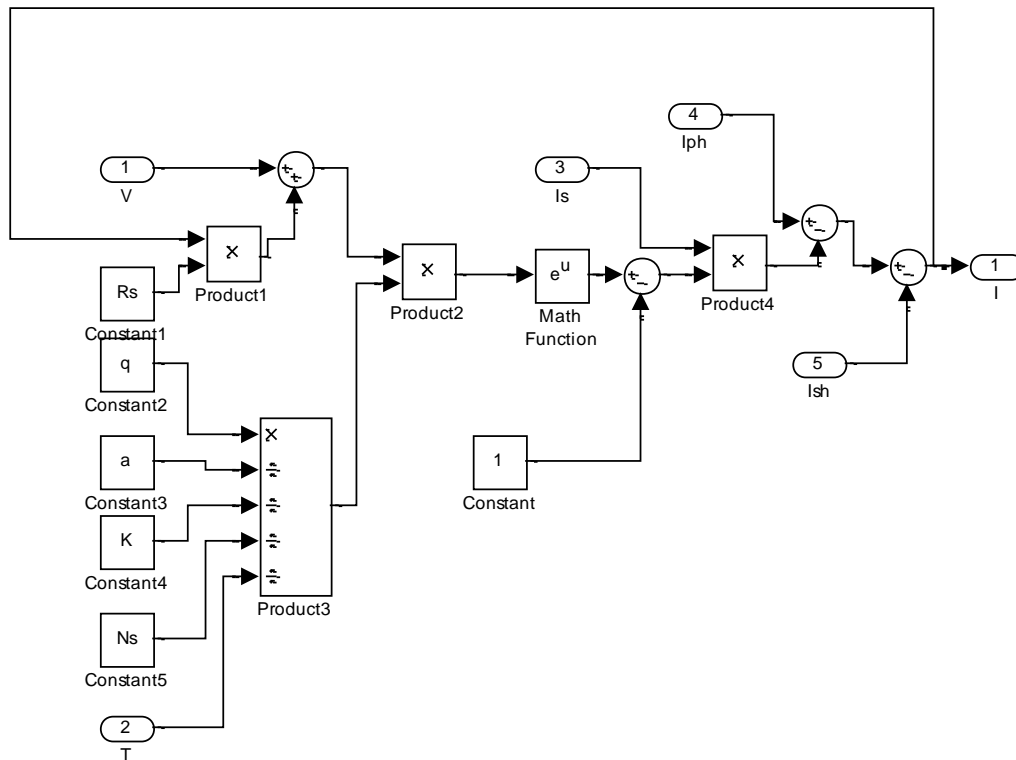 4
Iph
1
V
3
Is
Rs
Product1
Constant1
Product2
e^u
Math
Function
Product4
1
I
q
Constant2
5
Ish
a
Constant3
1
Constant
K
Constant4
Product3
Ns
Constant5
2
T